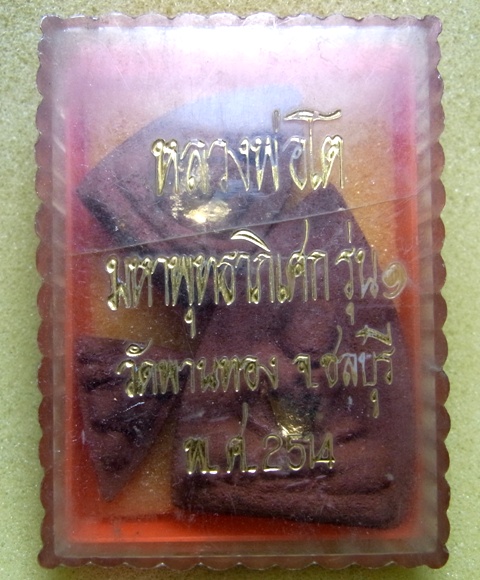 หลวงพ่อโต
มหาพุทธาภิเศก รุ่น ๑
วัดพานทอง จ.ชลบุรี
พ.ศ. 2514